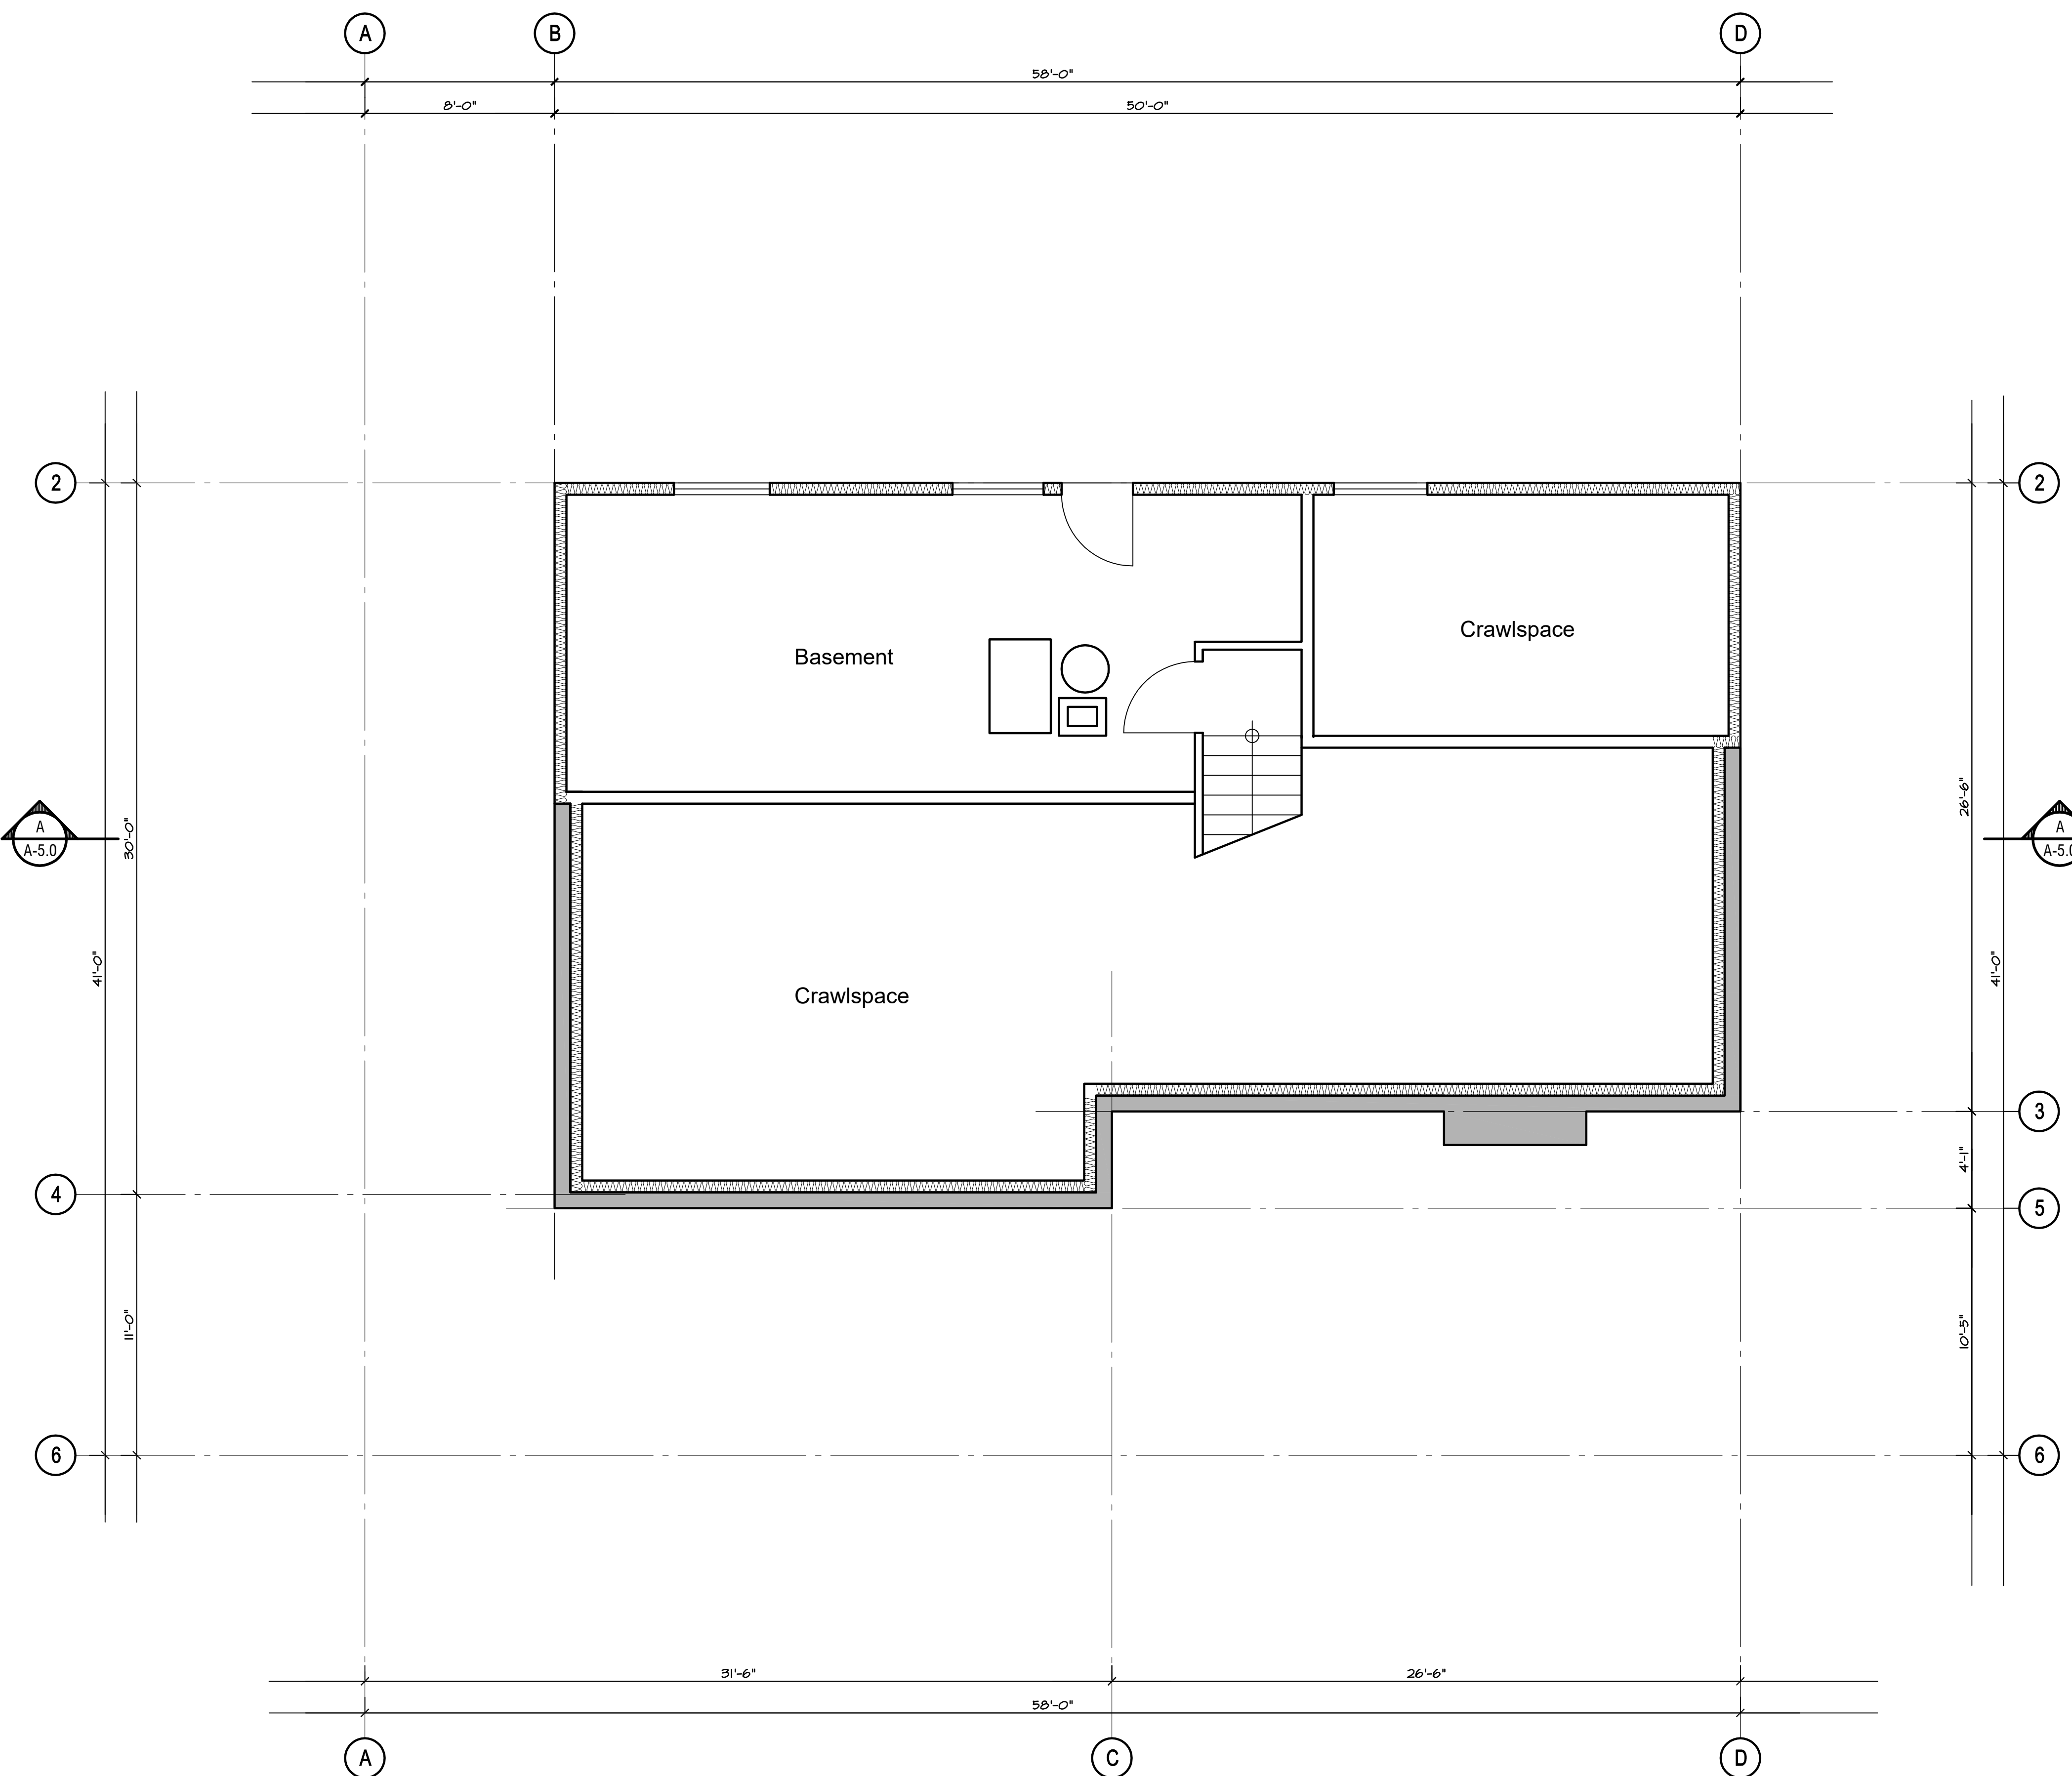 A B D
58'-0"
8'-0" 50'-0"
2 2
Crawlspace
Basement
26'-6"
A A
30'-0"
A-5.0 A-5.0
41'-0" 41'-0"
Crawlspace
3
4'-1"
4
5
11'-0" 10'-5"
6 6
31'-6" 26'-6"
58'-0"
A C D